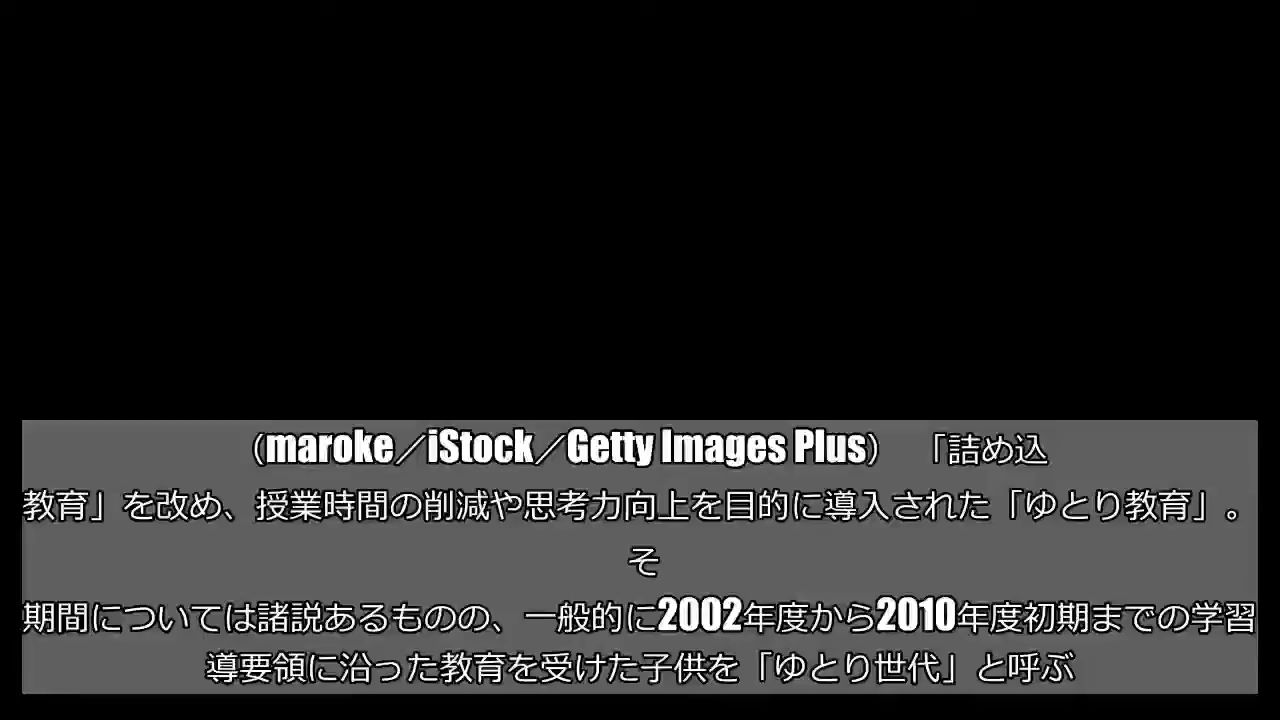 （maroke／iStock／Getty Images Plus）　「詰め込
教育」を改め、授業時間の削減や思考力向上を目的に導入された「ゆとり教育」。
そ
期間については諸説あるものの、一般的に2002年度から2010年度初期までの学習
導要領に沿った教育を受けた子供を「ゆとり世代」と呼ぶ